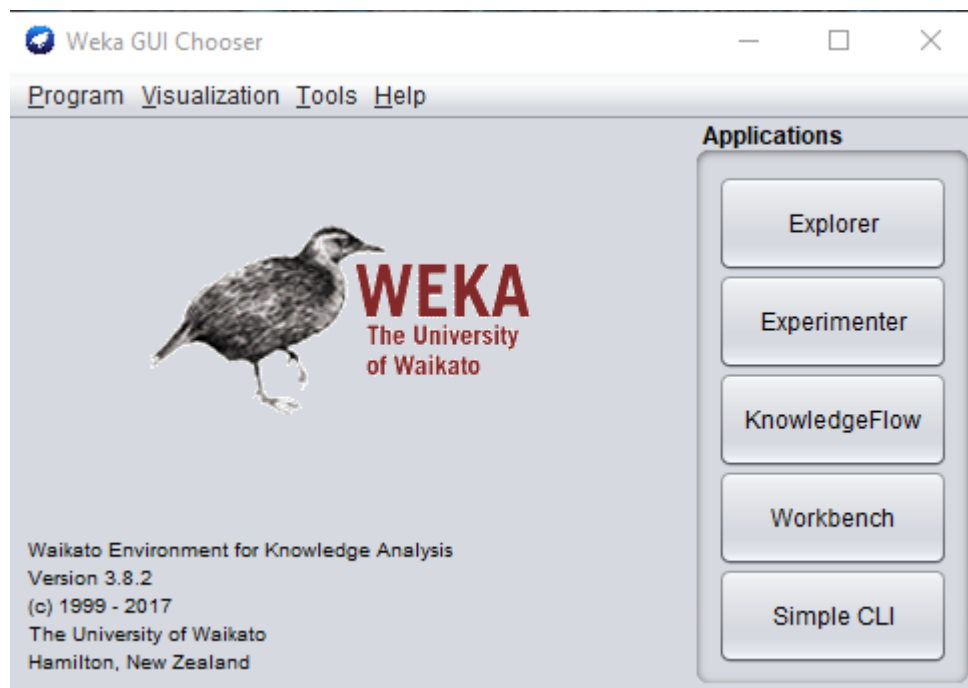 Weka GUI Chooser
Program Visualization Tools Help
Applications
Explorer
Experimenter
KnowledgeFlow
Workbench
Simple CLI
WEKA
The University
of Waikato
Waikato Environment for Knowledge Analysis
Version 3.8.2
(c) 1999 - 2017
The University of Waikato
Hamilton, New Zealand